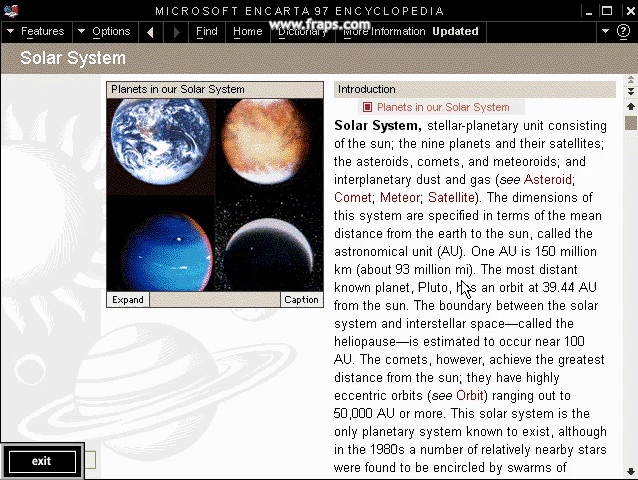 MICROSOFT ENCARTA 97 ENCYCLOPEDIA
www.fraps.com
Features Options Find Home Dictionary More Information Updated
Solar System
Planets in our Solar System
Expand Caption
Introduction
Planets in our Solar System
Solar System, stellar-planetary unit consisting
of the sun; the nine planets and their satellites;
the asteroids, comets, and meteoroids; and
interplanetary dust and gas (see Asteroid;
Comet; Meteor; Satellite). The dimensions of
this system are specified in terms of the mean
distance from the earth to the sun, called the
astronomical unit (AU). One AU is 150 million
km (about 93 million mi). The most distant
known planet, Pluto, has an orbit at 39.44 AU
from the sun. The boundary between the solar
system and interstellar space—called the
heliopause—is estimated to occur near 100
AU. The comets, however, achieve the greatest
distance from the sun; they have highly
eccentric orbits (see Orbit) ranging out to
50,000 AU or more. This solar system is the
only planetary system known to exist, although
in the 1980s a number of relatively nearby stars
were found to be encircled by swarms of
exit